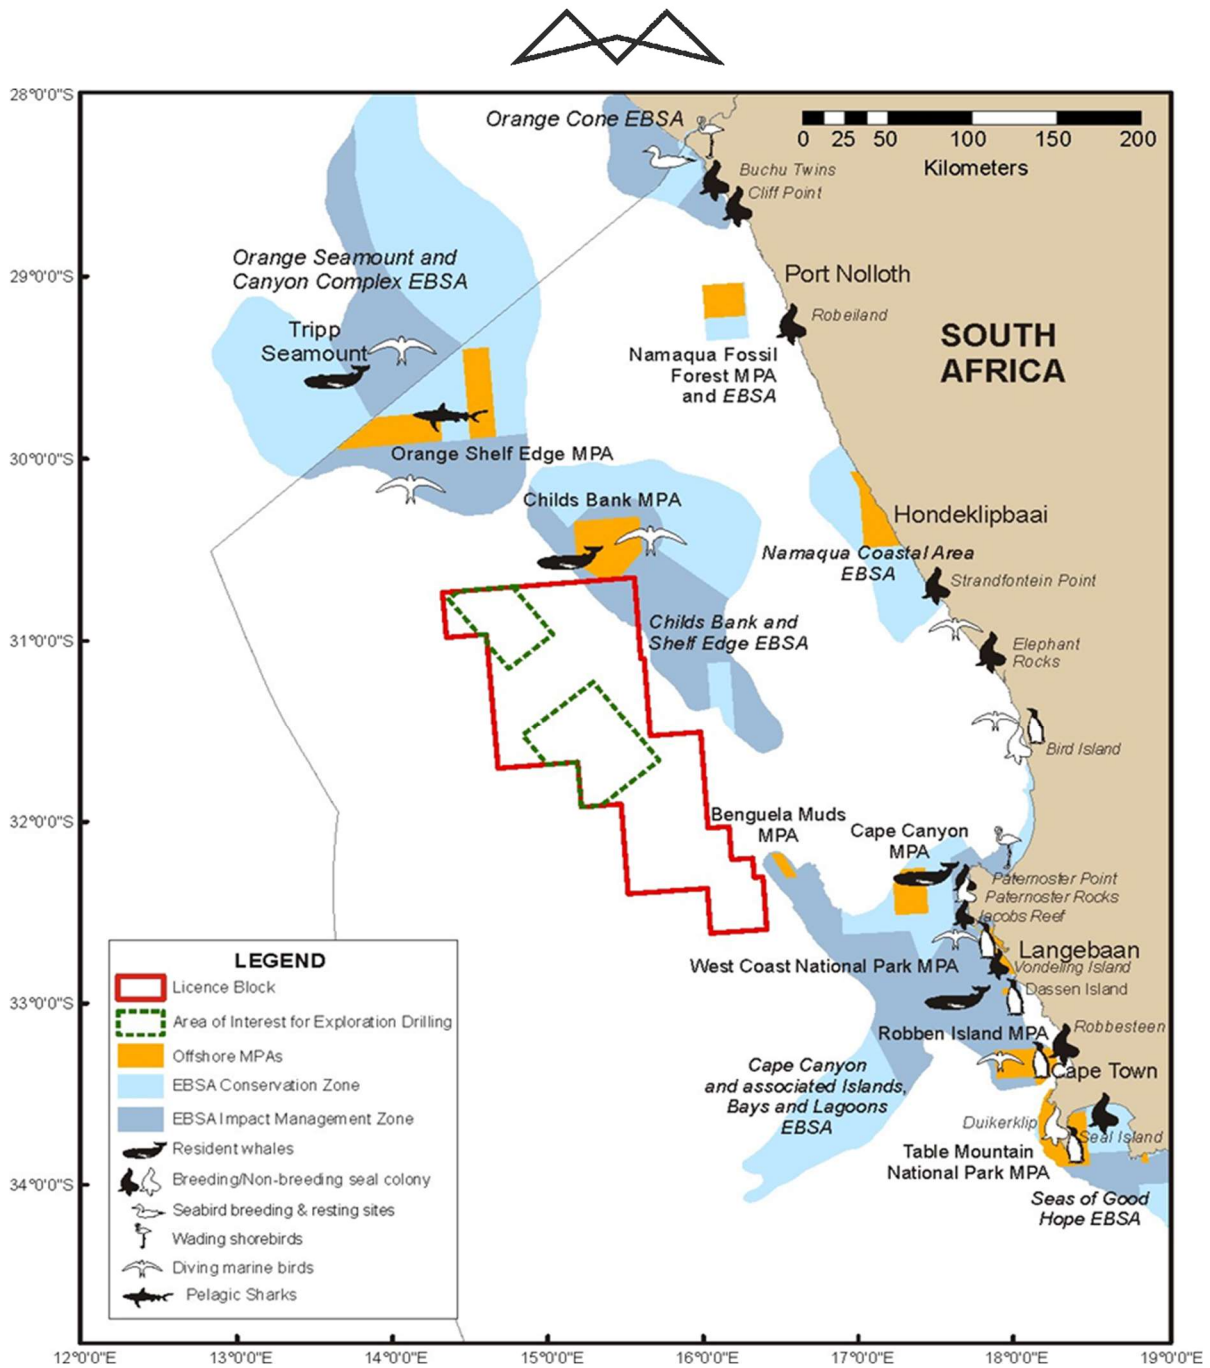 28°0'0"S
Orange Cone EBSA
0 25 50 100 150 200
Kilometers
Buchu Twins
Cliff Point
Orange Seamount and
Canyon Complex EBSA
29°0'0"S
Port Nolloth
Tripp
Seamount
Robeiland
SOUTH
AFRICA
Namaqua Fossil
Forest MPA
and EBSA
30°0'0"S
Orange Shelf Edge MPA
Childs Bank MPA
Hondeklipbaai
Namaqua Coastal Area
EBSA
Strandfontein Point
Childs Bank and
Shelf Edge EBSA
31°0'0"S
Elephant
Rocks
Bird Island
32°0'0"S
Benguela Muds
MPA
Cape Canyon
MPA
Paternoster Point
Paternoster Rocks
Jacobs Reef
Langebaan
West Coast National Park MPA
Vondeling Island
Dassen Island
33°0'0"S
Robben Island MPA
Robbesteen
Cape Town
Cape Canyon
and associated Islands,
Bays and Lagoons
EBSA
Duikerklip
Seal Island
Table Mountain
National Park MPA
34°0'0"S
Seas of Good
Hope EBSA
LEGEND
Licence Block
Area of Interest for Exploration Drilling
Offshore MPAs
EBSA Conservation Zone
EBSA Impact Management Zone
Resident whales
Breeding/Non-breeding seal colony
Seabird breeding & resting sites
Wading shorebirds
Diving marine birds
Pelagic Sharks
12°0'0"E 13°0'0"E 14°0'0"E 15°0'0"E 16°0'0"E 17°0'0"E 18°0'0"E 19°0'0"E